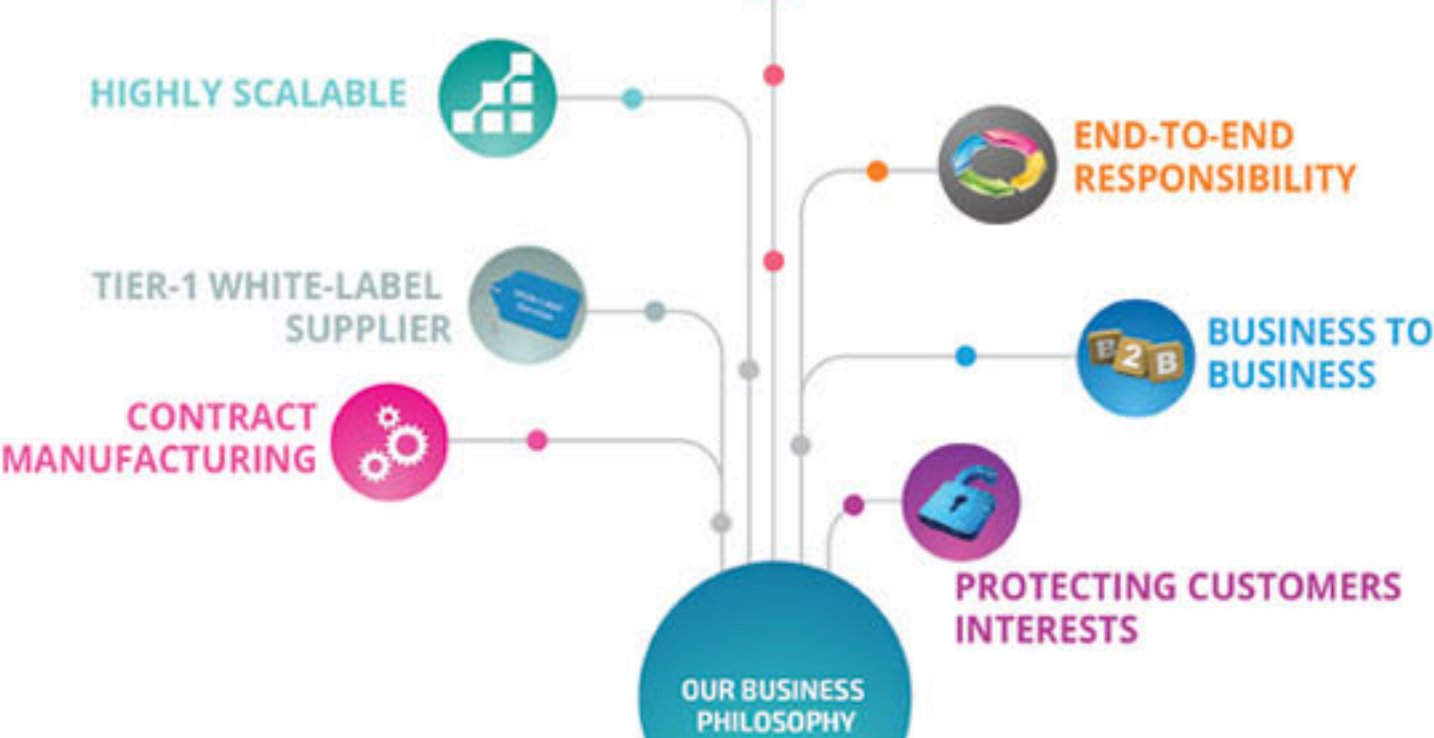 HIGHLY SCALABLE
END-TO-END
RESPONSIBILITY
TIER-1 WHITE-LABEL
SUPPLIER
BUSINESS TO
BUSINESS
B2B
CONTRACT
MANUFACTURING
PROTECTING CUSTOMERS
INTERESTS
OUR BUSINESS
PHILOSOPHY